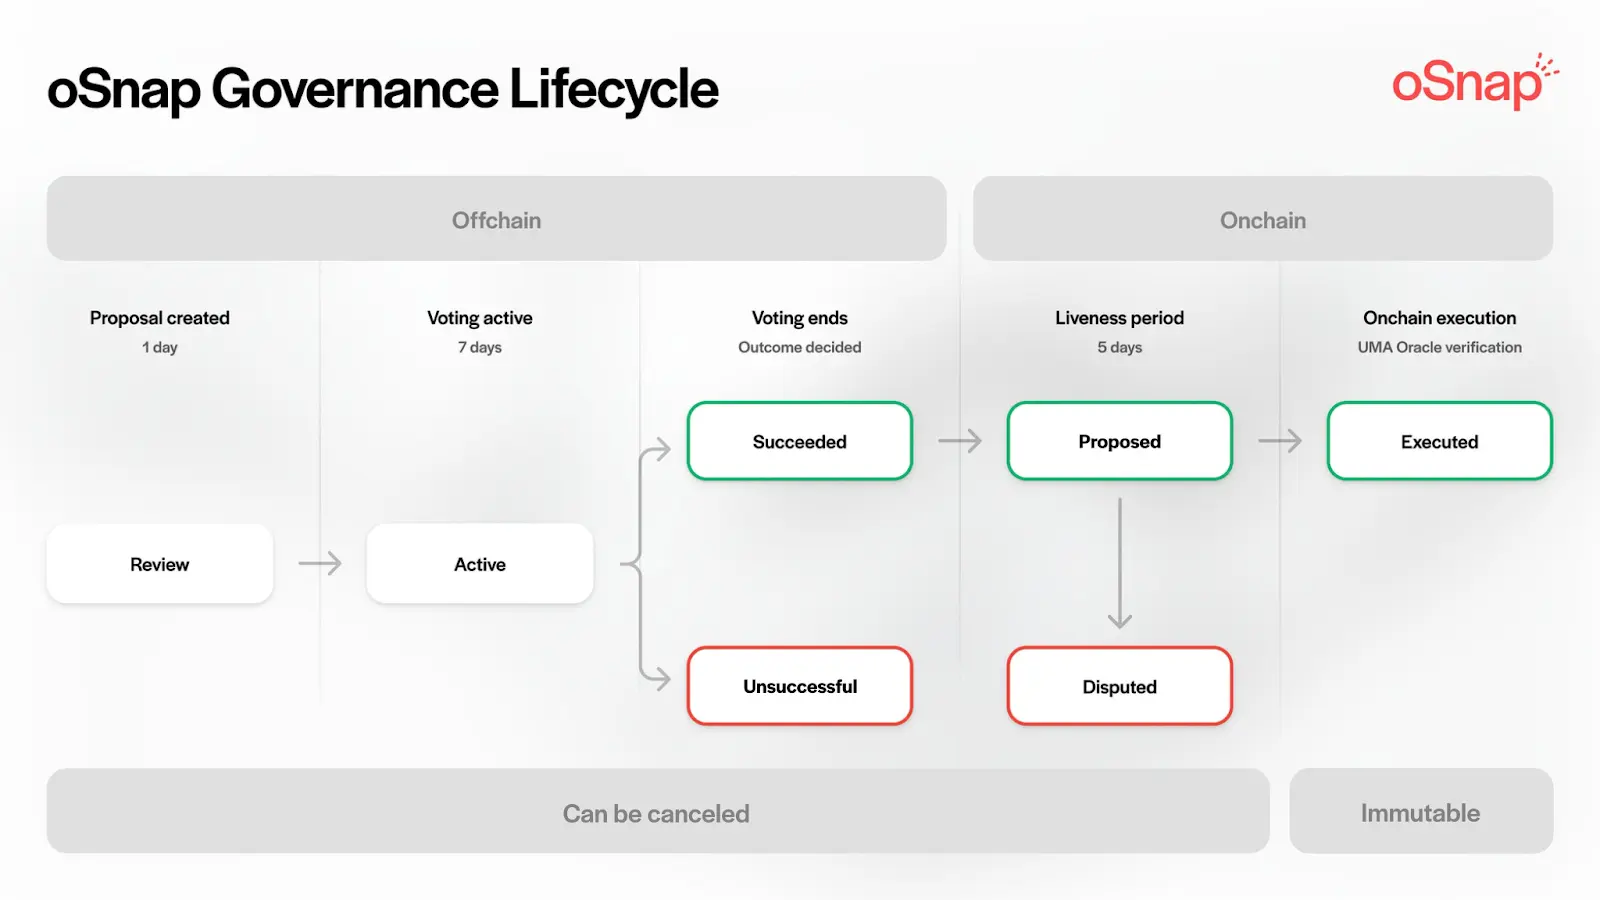 oSnap Governance Lifecycle
oSnap
Offchain
Onchain
Proposal created
1 day
Voting active
7 days
Voting ends
Outcome decided
Liveness period
5 days
Onchain execution
UMA Oracle verification
Succeeded
Proposed
Executed
Review
Active
Unsuccessful
Disputed
Can be canceled
Immutable